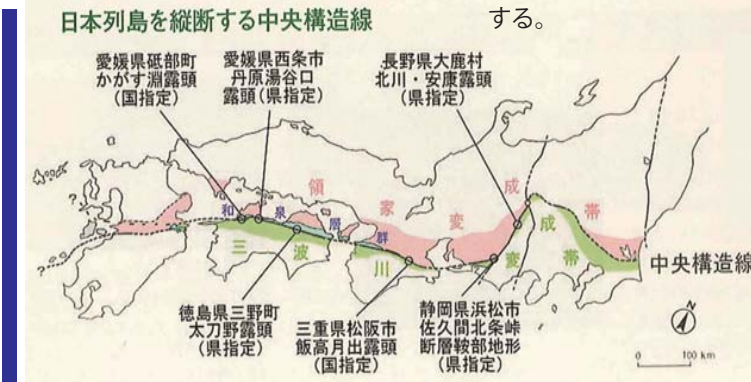 日本列島を縦断する中央構造線
する。
愛媛県砥部町
かがす淵露頭
(国指定)
愛媛県西条市
丹原湯谷口
露頭(県指定)
長野県大鹿村
北川・安康露頭
(県指定)
領家変成帯
和泉層群
三波川変成帯
中央構造線
徳島県三野町
太刀野露頭
(県指定)
三重県松阪市
飯高月出露頭
(国指定)
静岡県浜松市
佐久間北条峠
断層鞍部地形
(県指定)
?
?
N
0 100 km